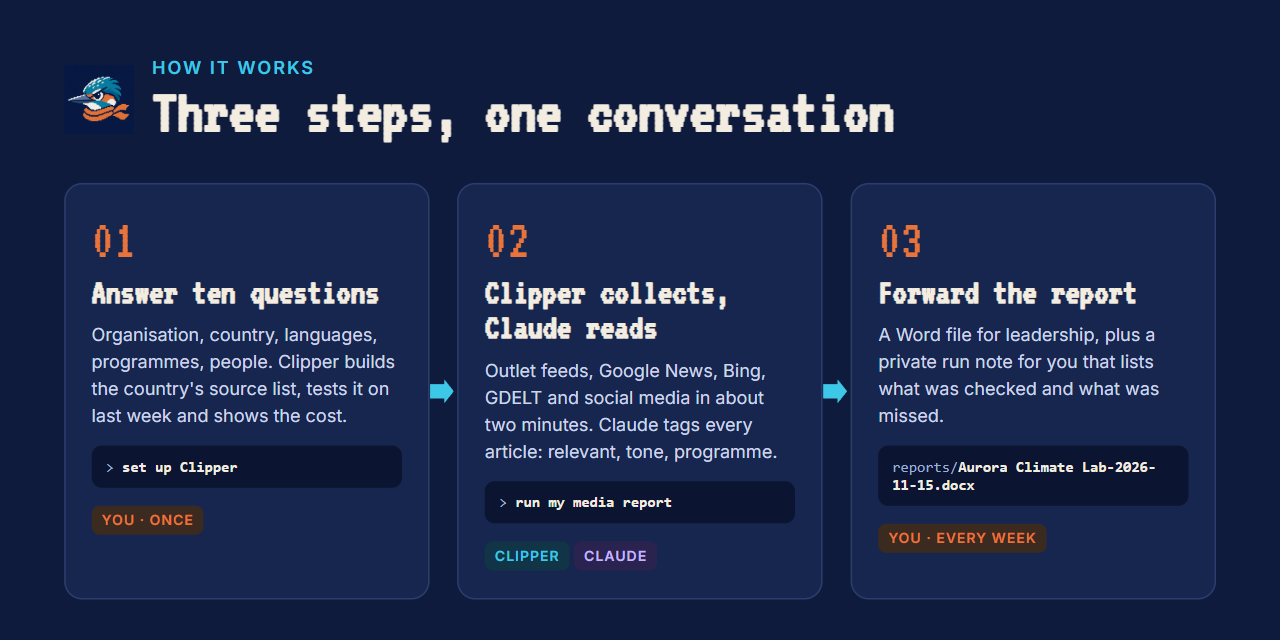 HOW IT WORKS
Three steps, one conversation
01
Answer ten questions
Organisation, country, languages,
programmes, people. Clipper builds
the country's source list, tests it on
last week and shows the cost.
> set up Clipper
YOU · ONCE
02
Clipper collects,
Claude reads
Outlet feeds, Google News, Bing,
GDELT and social media in about
two minutes. Claude tags every
article: relevant, tone, programme.
> run my media report
CLIPPER CLAUDE
03
Forward the report
A Word file for leadership, plus a
private run note for you that lists
what was checked and what was
missed.
reports/Aurora Climate Lab-2026-
11-15.docx
YOU · EVERY WEEK